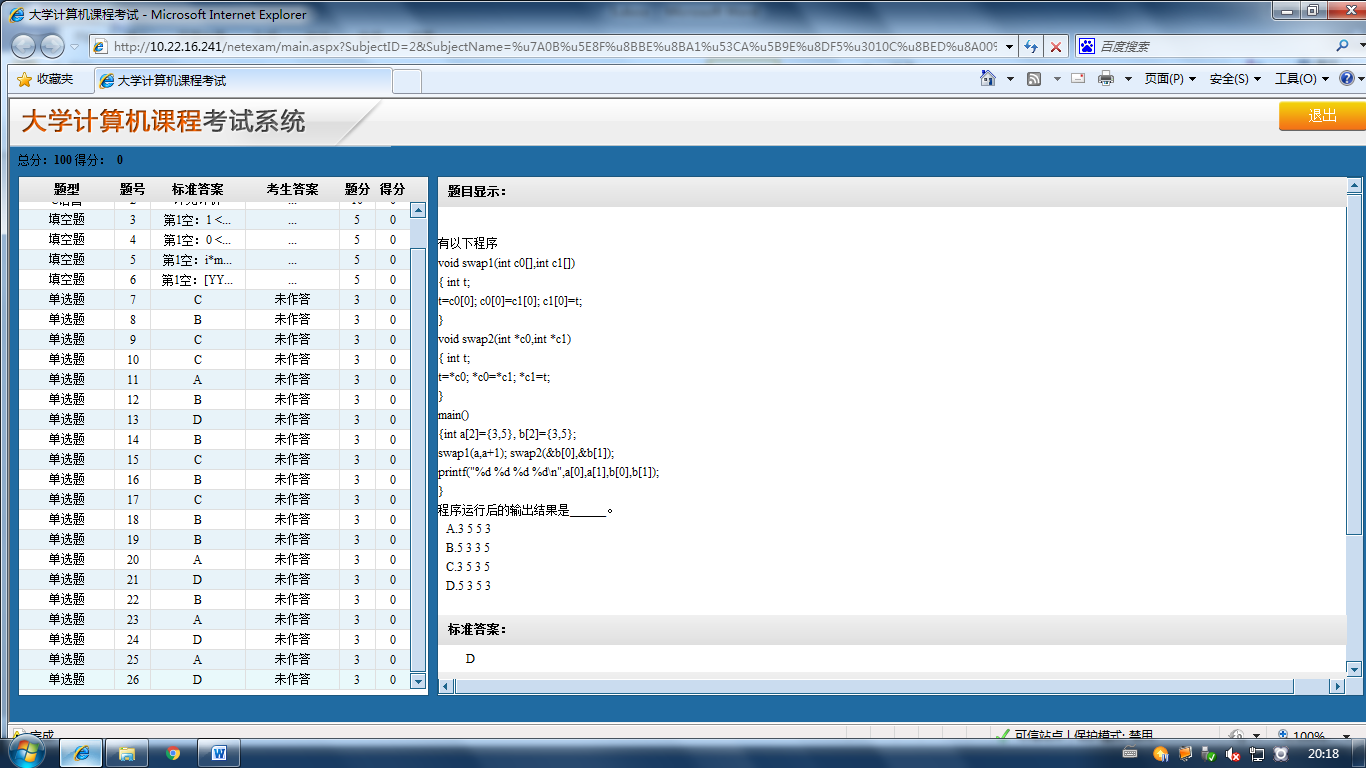 大学计算机课程考试 - Microsoft Internet Explorer
http://10.22.16.241/netexam/main.aspx?SubjectID=2&SubjectName=%u7A0B%u5E8F%u8BBE%u8BA1%u53CA%u5B9E%u8DF5%u3010C%u8BED%u8A00%
百度搜索
收藏夹
大学计算机课程考试
页面(P)
安全(S)
工具(O)
大学计算机课程考试系统
退出
总分：100 得分： 0
题型 题号 标准答案 考生答案 题分 得分
填空题 3 第1空：1 <... ... 5 0
填空题 4 第1空：0 <... ... 5 0
填空题 5 第1空：i*m... ... 5 0
填空题 6 第1空：[YY... ... 5 0
单选题 7 C 未作答 3 0
单选题 8 B 未作答 3 0
单选题 9 C 未作答 3 0
单选题 10 C 未作答 3 0
单选题 11 A 未作答 3 0
单选题 12 B 未作答 3 0
单选题 13 D 未作答 3 0
单选题 14 B 未作答 3 0
单选题 15 C 未作答 3 0
单选题 16 B 未作答 3 0
单选题 17 C 未作答 3 0
单选题 18 B 未作答 3 0
单选题 19 B 未作答 3 0
单选题 20 A 未作答 3 0
单选题 21 D 未作答 3 0
单选题 22 B 未作答 3 0
单选题 23 A 未作答 3 0
单选题 24 D 未作答 3 0
单选题 25 A 未作答 3 0
单选题 26 D 未作答 3 0
题目显示：
有以下程序
void swap1(int c0[],int c1[])
{ int t;
t=c0[0]; c0[0]=c1[0]; c1[0]=t;
}
void swap2(int *c0,int *c1)
{ int t;
t=*c0; *c0=*c1; *c1=t;
}
main()
{int a[2]={3,5}, b[2]={3,5};
swap1(a,a+1); swap2(&b[0],&b[1]);
printf("%d %d %d %d\n",a[0],a[1],b[0],b[1]);
}
程序运行后的输出结果是______。
A.3 5 5 3
B.5 3 3 5
C.3 5 3 5
D.5 3 5 3
标准答案：
D
完成
可信站点 | 保护模式: 禁用
100%
20:18